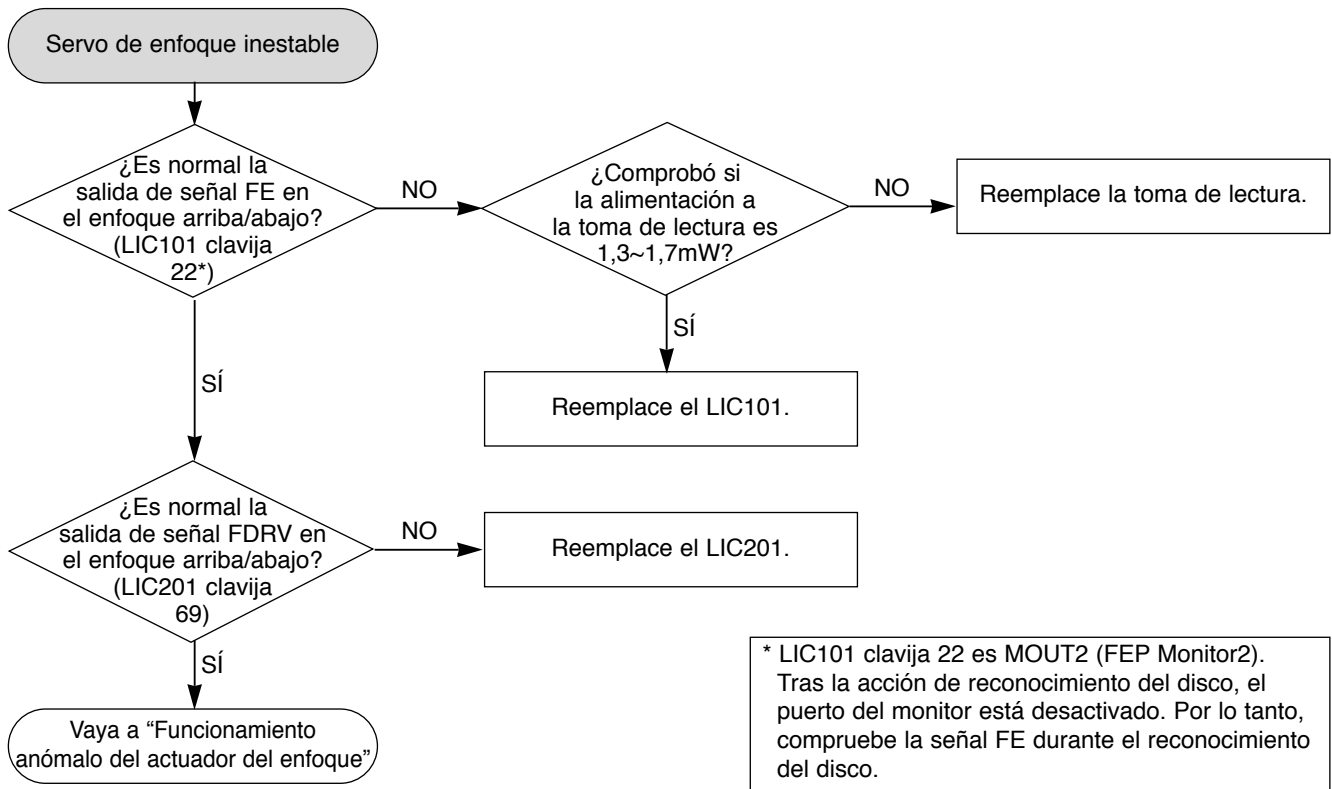 Servo de enfoque inestable
¿Es normal la
salida de señal FE en
el enfoque arriba/abajo?
(LIC101 clavija
22*)
NO
¿Comprobó si
la alimentación a
la toma de lectura es
1,3~1,7mW?
NO
Reemplace la toma de lectura.
SÍ
Reemplace el LIC101.
SÍ
¿Es normal la
salida de señal FDRV en
el enfoque arriba/abajo?
(LIC201 clavija
69)
NO
Reemplace el LIC201.
SÍ
Vaya a “Funcionamiento
anómalo del actuador del enfoque”
* LIC101 clavija 22 es MOUT2 (FEP Monitor2).
Tras la acción de reconocimiento del disco, el
puerto del monitor está desactivado. Por lo tanto,
compruebe la señal FE durante el reconocimiento
del disco.